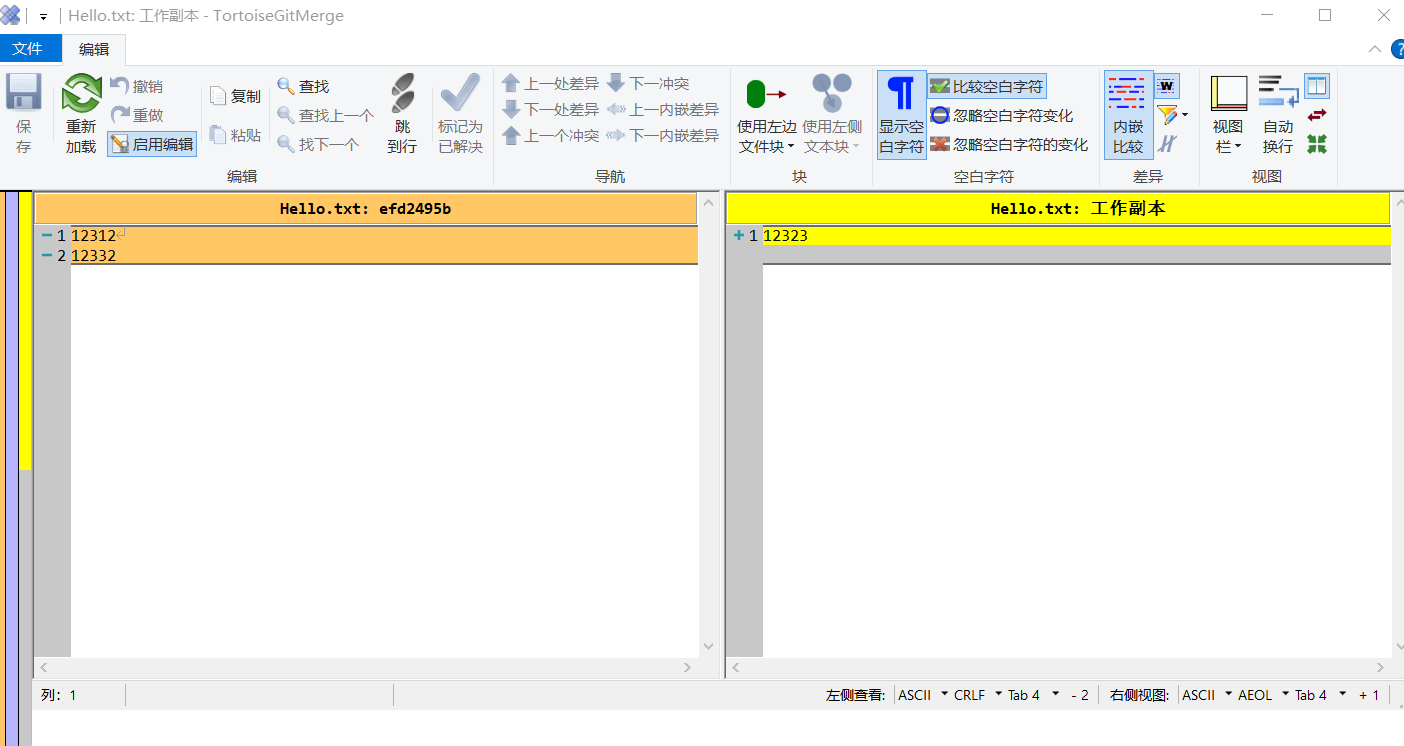 Hello.txt: 工作副本 - TortoiseGitMerge
文件 编辑
保存
重新加载
撤销
重做
启用编辑
复制
粘贴
查找
查找上一个
找下一个
跳到行
标记为已解决
编辑
上一处差异 下一冲突
下一处差异 上一内嵌差异
上一个冲突 下一内嵌差异
导航
使用左边文件块
使用左侧文本块
块
显示空白字符
比较空白字符
忽略空白字符变化
忽略空白字符的变化
空白字符
内嵌比较
W
差异
视图栏
自动换行
视图
?
Hello.txt: efd2495b
1 12312
2 12332
Hello.txt: 工作副本
1 12323
列: 1
左侧查看: ASCII CRLF Tab 4 - 2
右侧视图: ASCII AEOL Tab 4 + 1